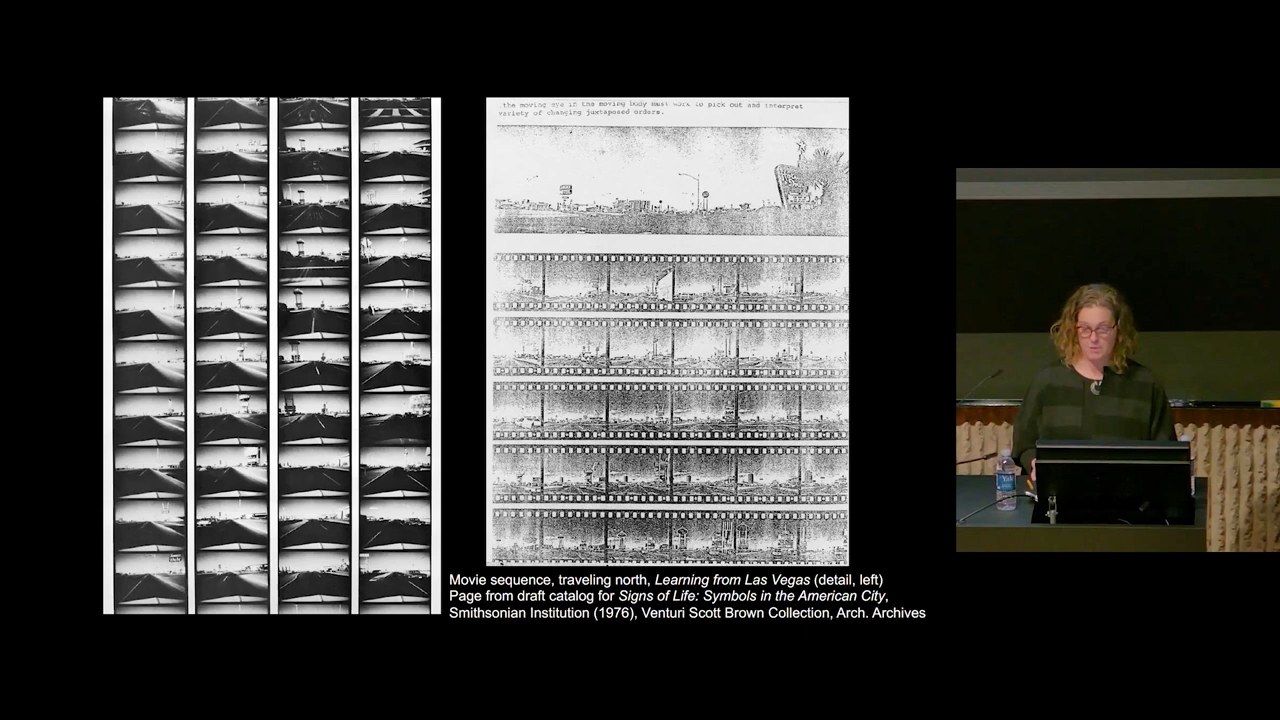 ...the moving eye in the moving body must work to pick out and interpret
variety of changing juxtaposed orders.
Movie sequence, traveling north, Learning from Las Vegas (detail, left)
Page from draft catalog for Signs of Life: Symbols in the American City,
Smithsonian Institution (1976), Venturi Scott Brown Collection, Arch. Archives
Yale